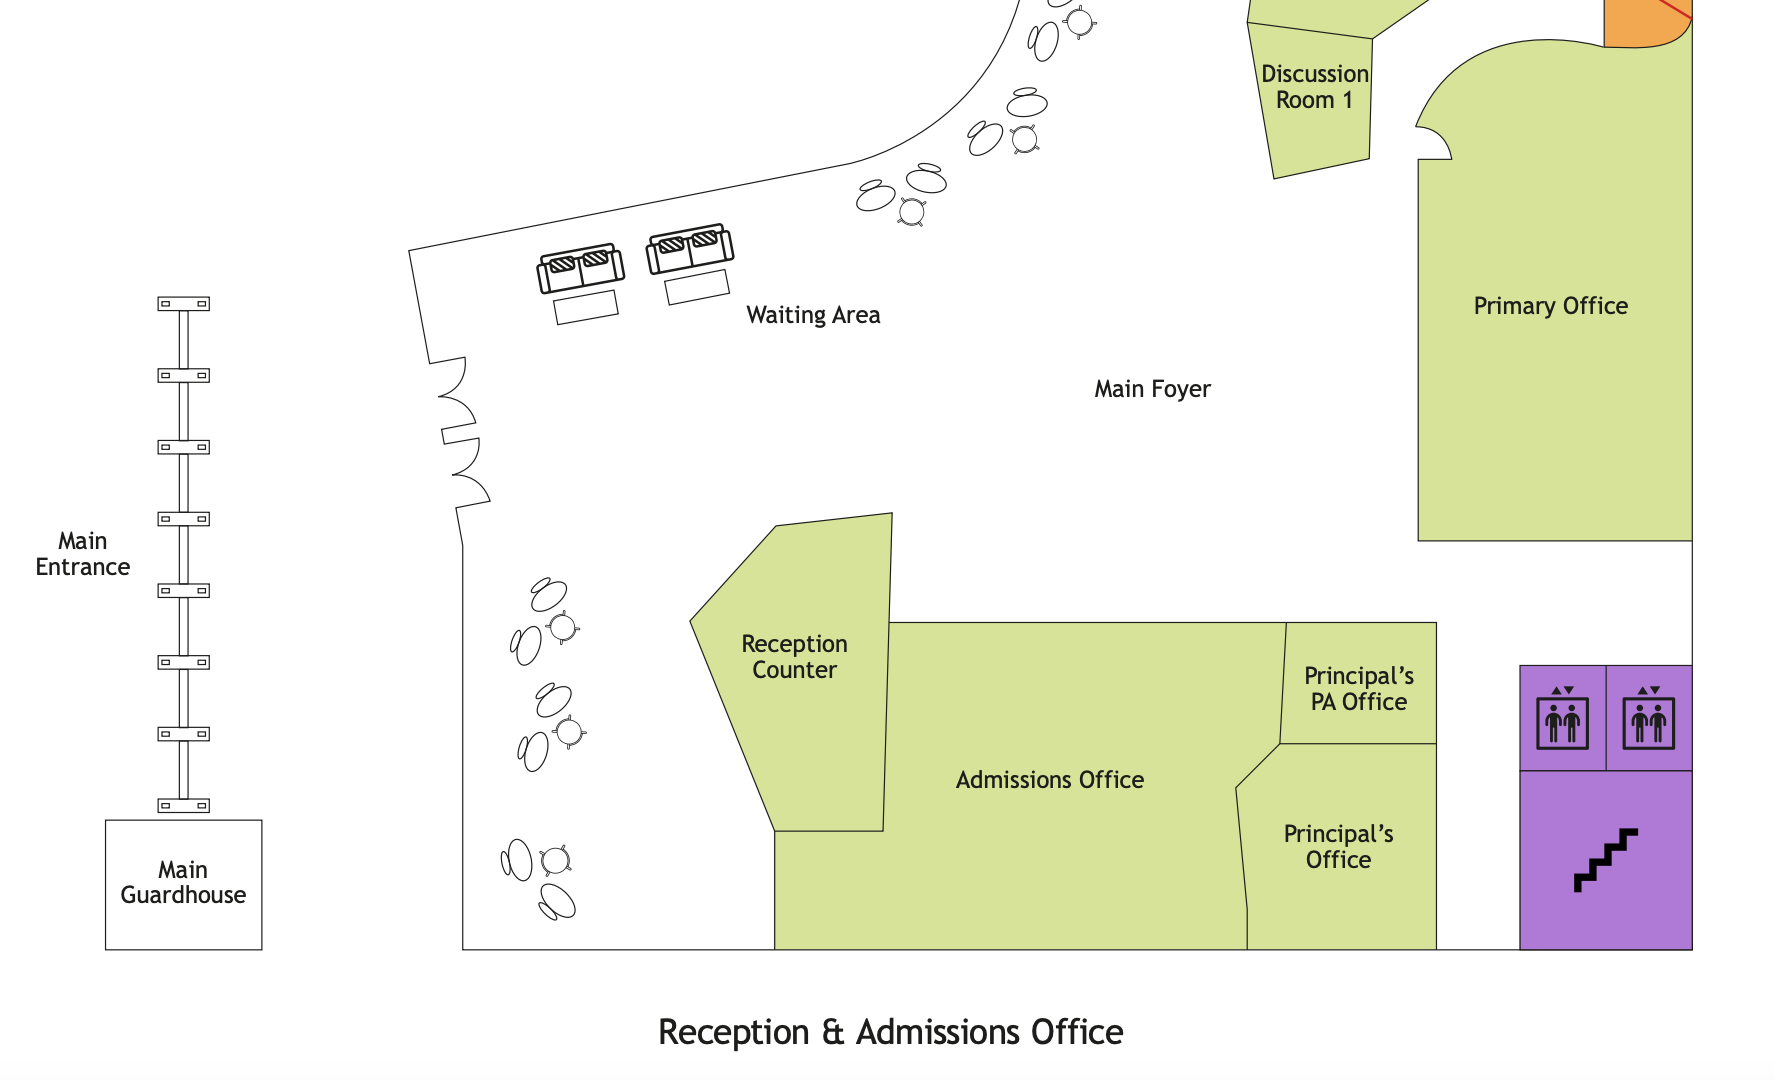 Discussion
Room 1
Primary Office
Waiting Area
Main Foyer
Main
Entrance
Reception
Counter
Principal’s
PA Office
Admissions Office
Principal’s
Office
Main
Guardhouse
Reception & Admissions Office